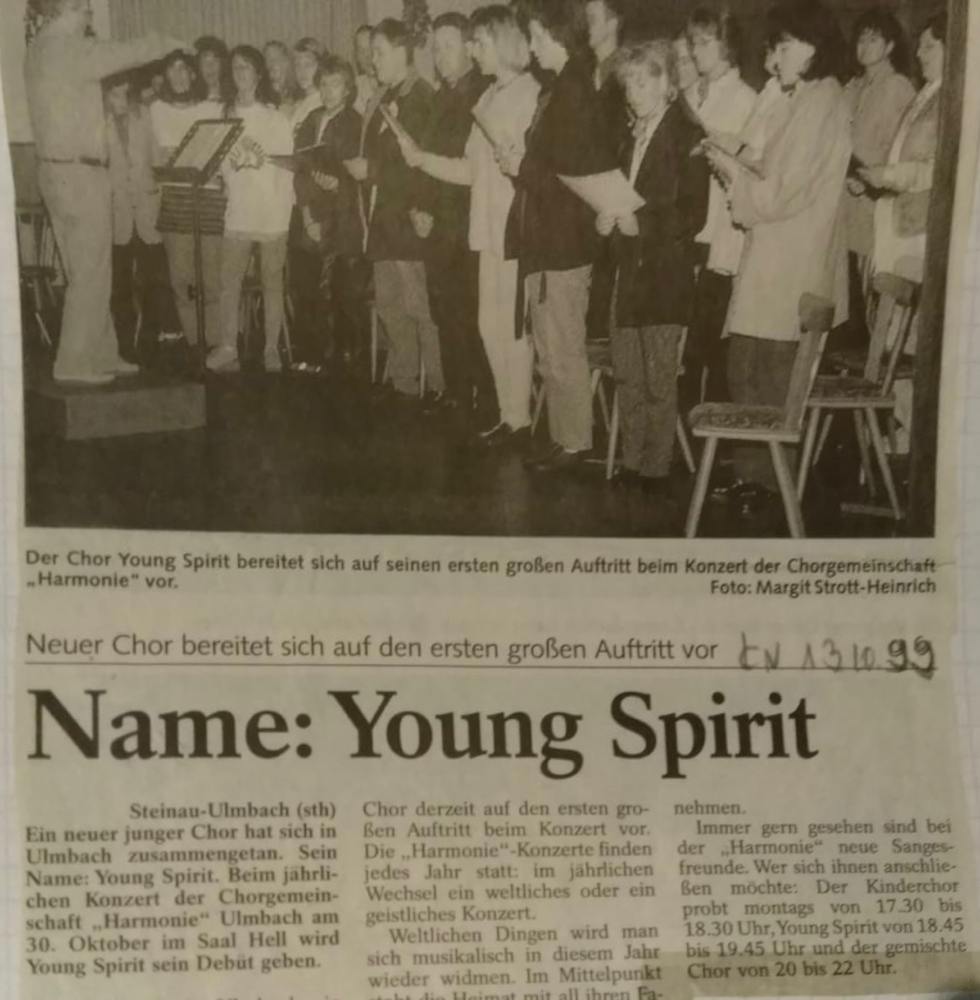 Der Chor Young Spirit bereitet sich auf seinen ersten großen Auftritt beim Konzert der Chorgemeinschaft
„Harmonie“ vor.
Foto: Margit Strott-Heinrich
Neuer Chor bereitet sich auf den ersten großen Auftritt vor
13 10. 99
Name: Young Spirit
Steinau-Ulmbach (sth)
Ein neuer junger Chor hat sich in
Ulmbach zusammengetan. Sein
Name: Young Spirit. Beim jährli-
chen Konzert der Chorgemein-
schaft „Harmonie“ Ulmbach am
30. Oktober im Saal Hell wird
Young Spirit sein Debüt geben.
Chor derzeit auf den ersten gro-
ßen Auftritt beim Konzert vor.
Die „Harmonie“-Konzerte finden
jedes Jahr statt: im jährlichen
Wechsel ein weltliches oder ein
geistliches Konzert.
Weltlichen Dingen wird man
sich musikalisch in diesem Jahr
wieder widmen. Im Mittelpunkt
steht die Heimat mit all ihren Fa-
nehmen.
Immer gern gesehen sind bei
der „Harmonie“ neue Sanges-
freunde. Wer sich ihnen anschlie-
ßen möchte: Der Kinderchor
probt montags von 17.30 bis
18.30 Uhr, Young Spirit von 18.45
bis 19.45 Uhr und der gemischte
Chor von 20 bis 22 Uhr.